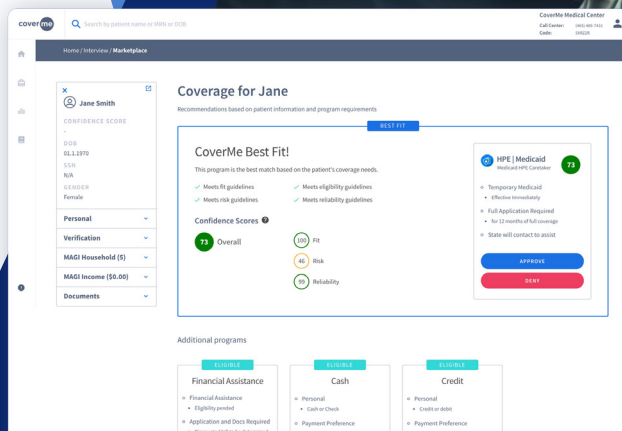 cover me
Search by patient name or MRN or DOB
CoverMe Medical Center
Call Center:
Code:
Home / Interview / Marketplace
Jane Smith
CONFIDENCE SCORE
-
DOB
01.1.1970
SSN
N/A
GENDER
Female
Personal
Verification
MAGI Household (5)
MAGI Income ($0.00)
Documents
Coverage for Jane
Recommendations based on patient information and program requirements
BEST FIT
CoverMe Best Fit!
This program is the best match based on the patient's coverage needs.
Meets fit guidelines
Meets eligibility guidelines
Meets risk guidelines
Meets reliability guidelines
Confidence Scores
73 Overall
100 Fit
46 Risk
99 Reliability
HPE | Medicaid
Medicaid HPE Caretaker
73
Temporary Medicaid
Effective Immediately
Full Application Required
for 12 months of full coverage
State will contact to assist
APPROVE
DENY
Additional programs
ELIGIBLE
Financial Assistance
Financial Assistance
Eligibility pended
Application and Docs Required
ELIGIBLE
Cash
Personal
Cash or Check
Payment Preference
ELIGIBLE
Credit
Personal
Credit or debit
Payment Preference